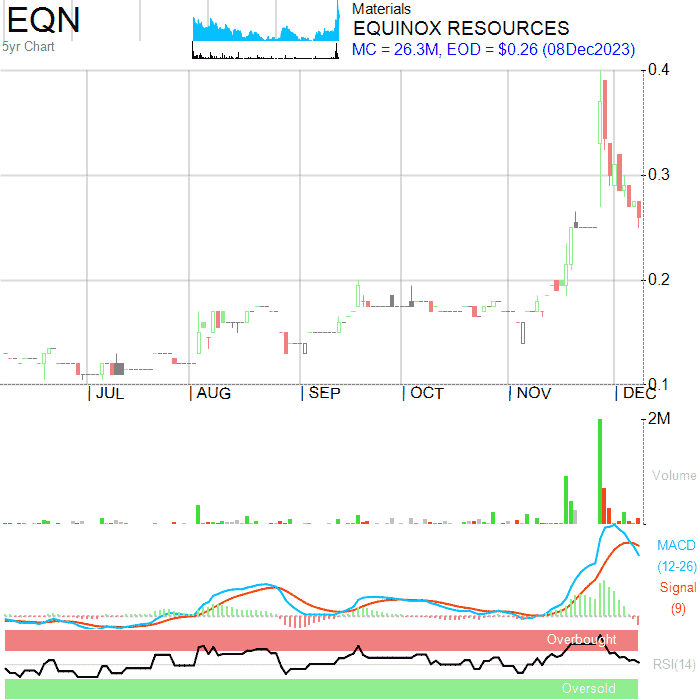 EQN
5yr Chart
Materials
EQUINOX RESOURCES
MC = 26.3M, EOD = $0.26 (08Dec2023)
0.4
0.3
0.2
0.1
JUL AUG SEP OCT NOV DEC
2M
Volume
MACD
(12-26)
Signal
(9)
Overbought
RSI(14)
Oversold